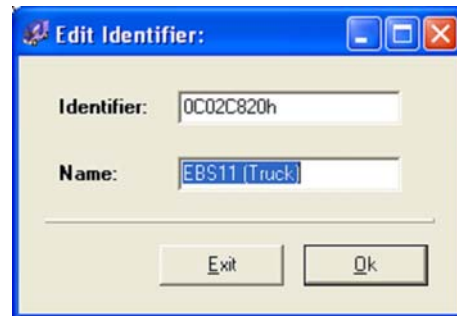 Edit Identifier:
Identifier: 0C02C820h
Name: EBS11 (Truck)
Exit Ok